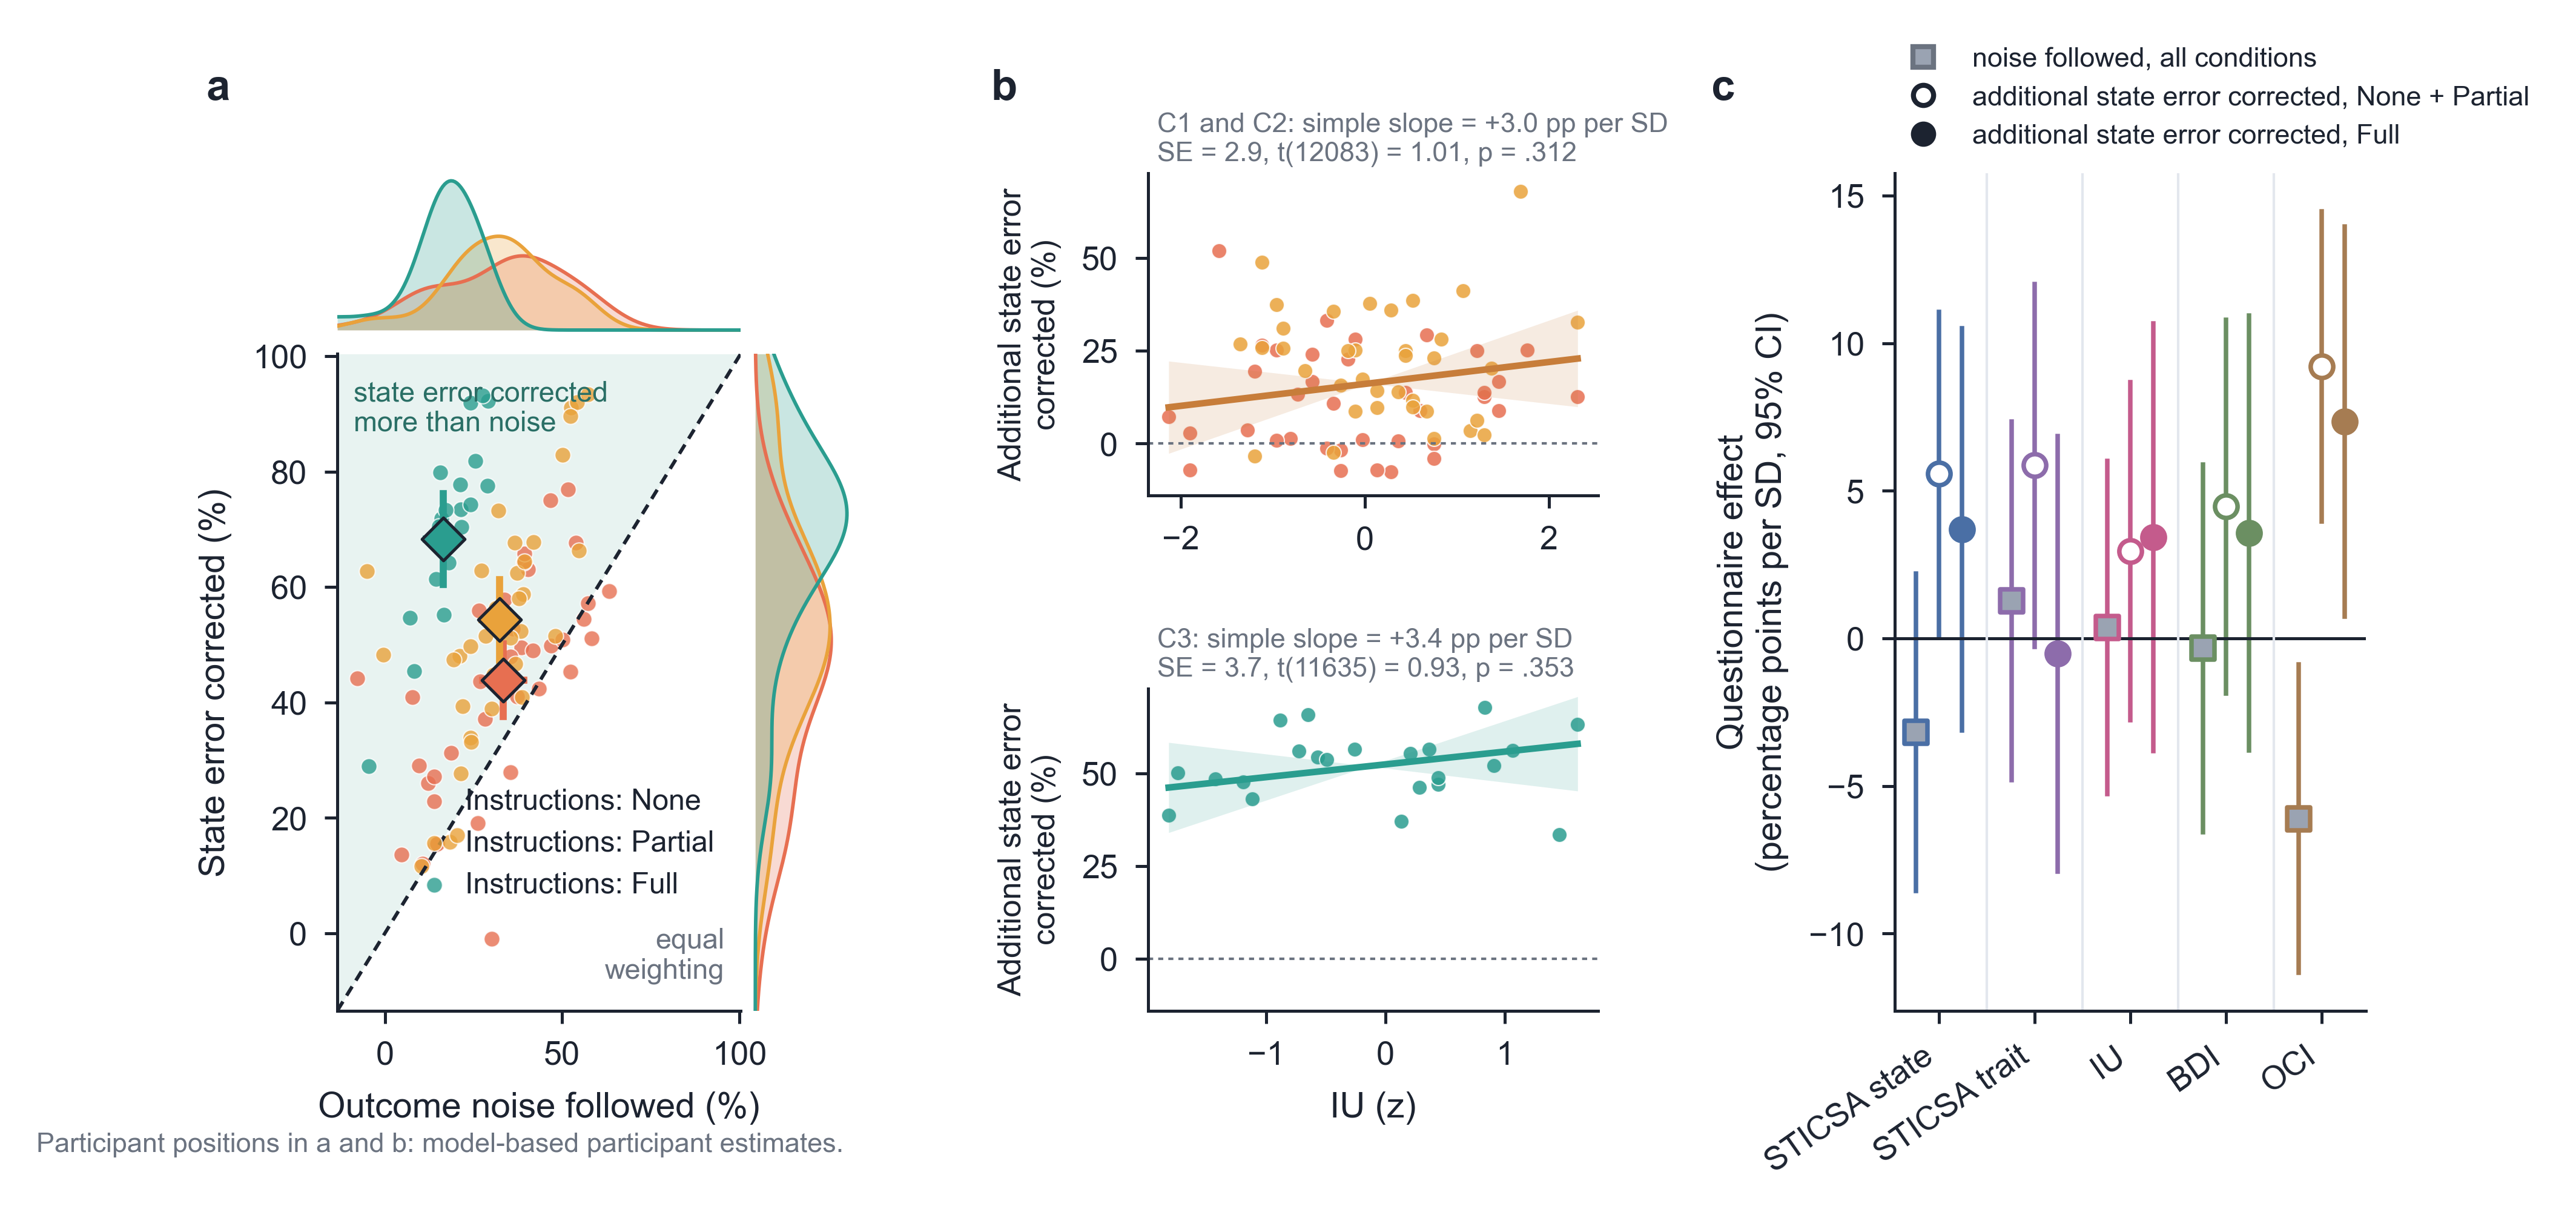 a
state error corrected
more than noise
100
80
60
40
20
0
State error corrected (%)
Instructions: None
Instructions: Partial
Instructions: Full
equal
weighting
0
50
100
Outcome noise followed (%)
Participant positions in a and b: model-based participant estimates.
b
C1 and C2: simple slope = +3.0 pp per SD
SE = 2.9, t(12083) = 1.01, p = .312
Additional state error
corrected (%)
50
25
0
−2
0
2
C3: simple slope = +3.4 pp per SD
SE = 3.7, t(11635) = 0.93, p = .353
Additional state error
corrected (%)
50
25
0
−1
0
1
IU (z)
c
noise followed, all conditions
additional state error corrected, None + Partial
additional state error corrected, Full
Questionnaire effect
(percentage points per SD, 95% CI)
15
10
5
0
−5
−10
STICSA state
STICSA trait
IU
BDI
OCI